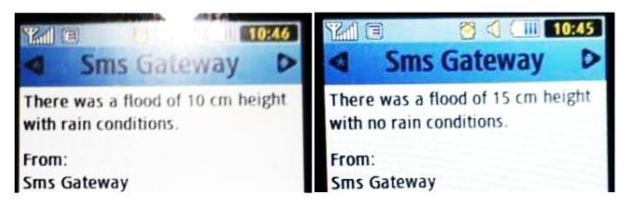 10:46
Sms Gateway
There was a flood of 10 cm height
with rain conditions.
From:
Sms Gateway
10:45
Sms Gateway
There was a flood of 15 cm height
with no rain conditions.
From:
Sms Gateway